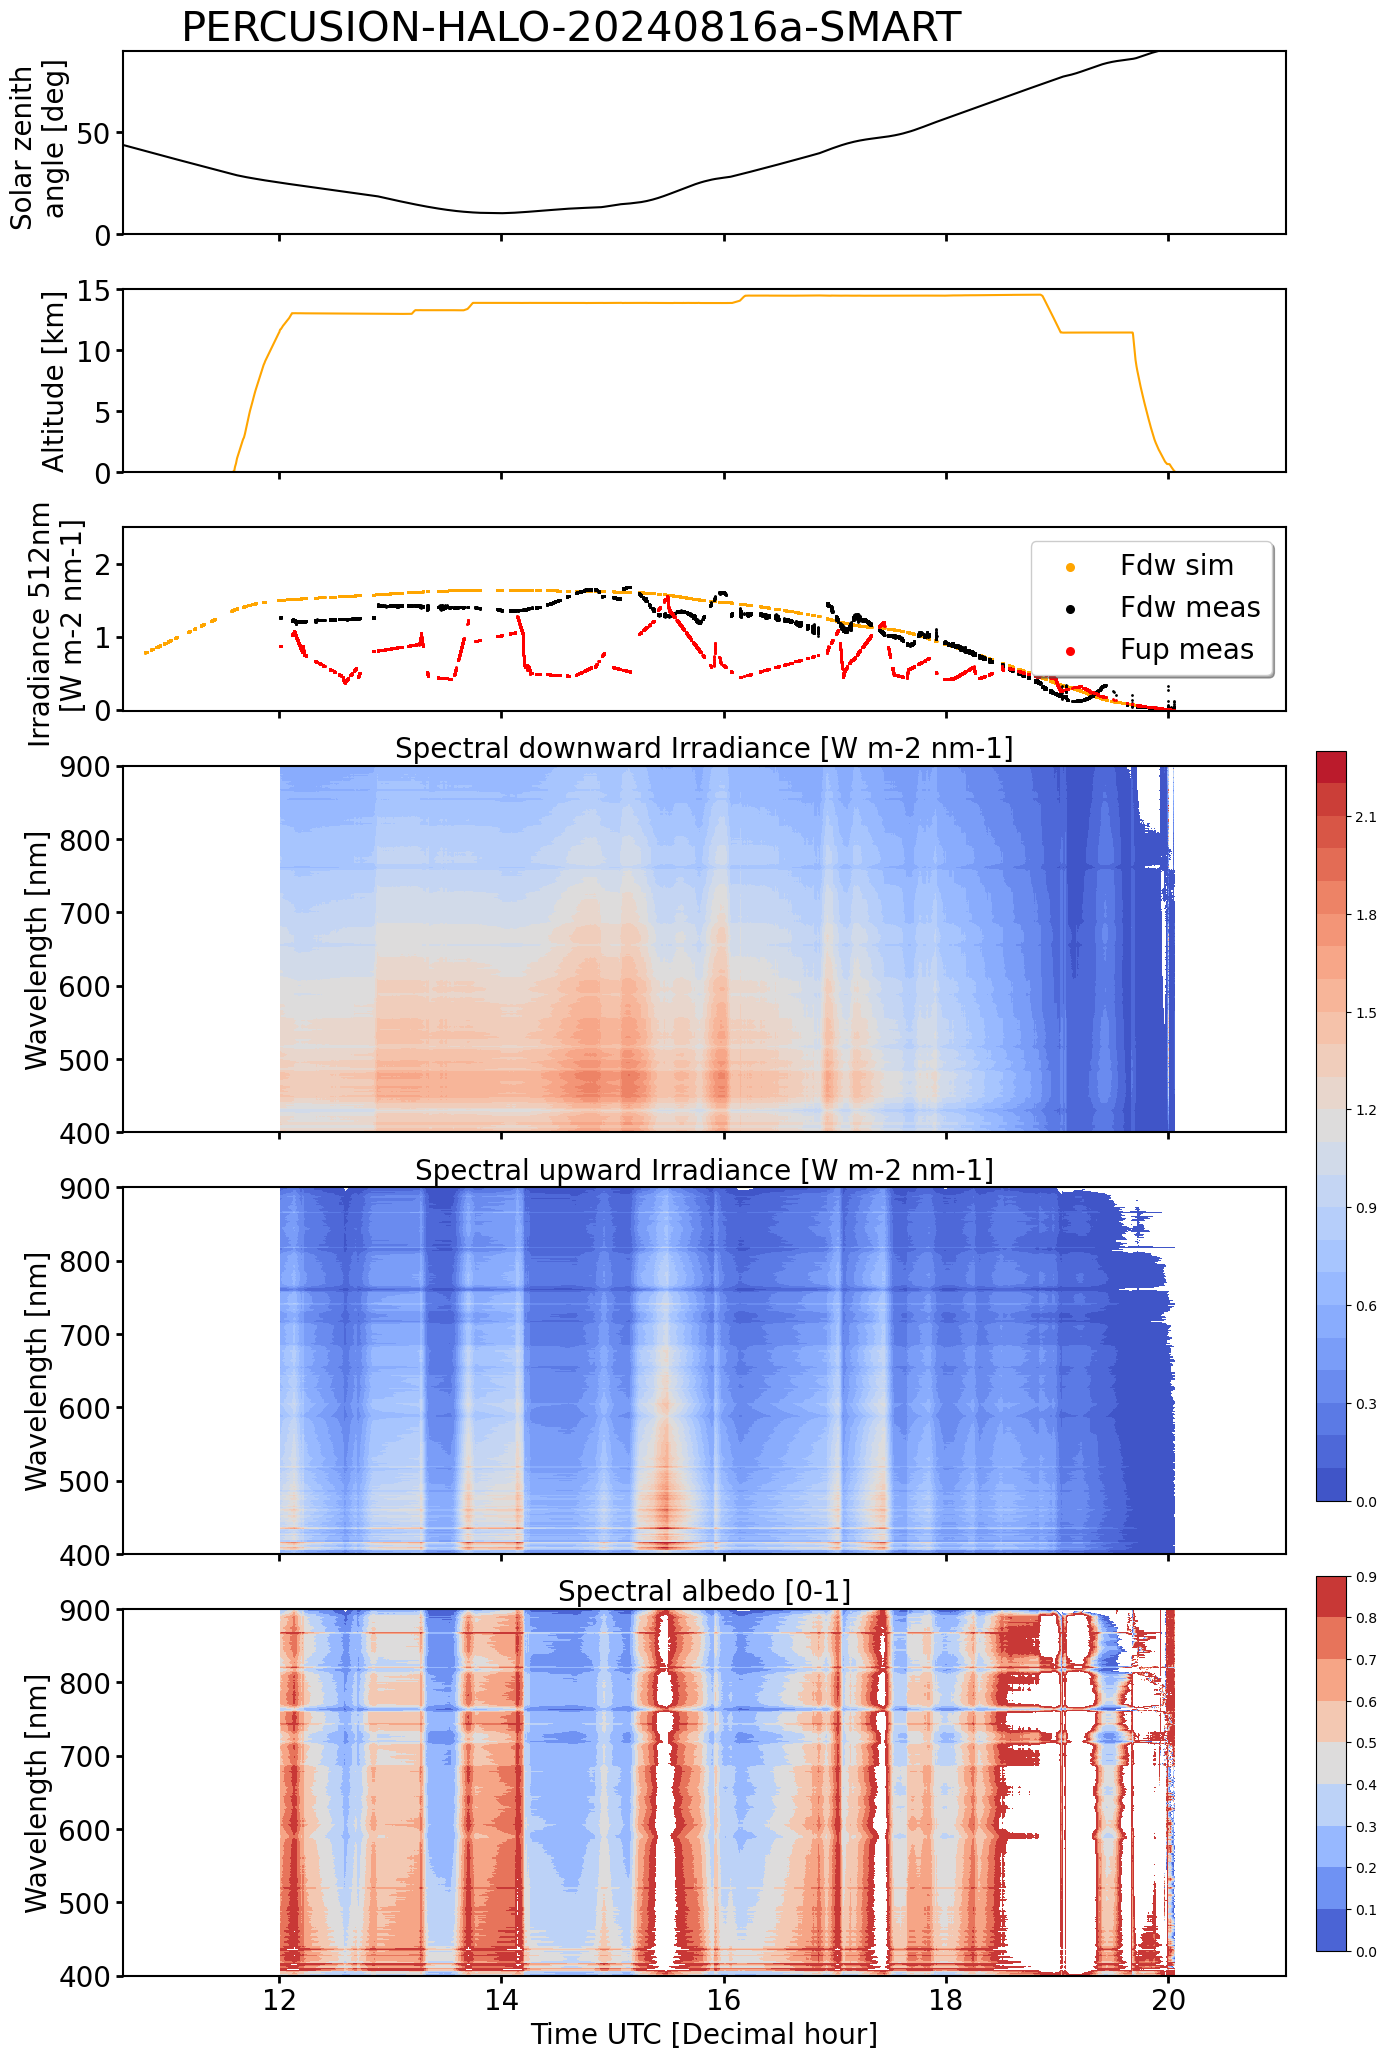 PERCUSION-HALO-20240816a-SMART
Solar zenith
angle [deg]
50
0
Altitude [km]
15
10
5
0
Irradiance 512nm
[W m-2 nm-1]
2
1
0
Fdw sim
Fdw meas
Fup meas
Spectral downward Irradiance [W m-2 nm-1]
Wavelength [nm]
900
800
700
600
500
400
2.1
1.8
1.5
1.2
0.9
0.6
0.3
0.0
Spectral upward Irradiance [W m-2 nm-1]
Wavelength [nm]
900
800
700
600
500
400
Spectral albedo [0-1]
Wavelength [nm]
900
800
700
600
500
400
0.9
0.8
0.7
0.6
0.5
0.4
0.3
0.2
0.1
0.0
12 14 16 18 20
Time UTC [Decimal hour]